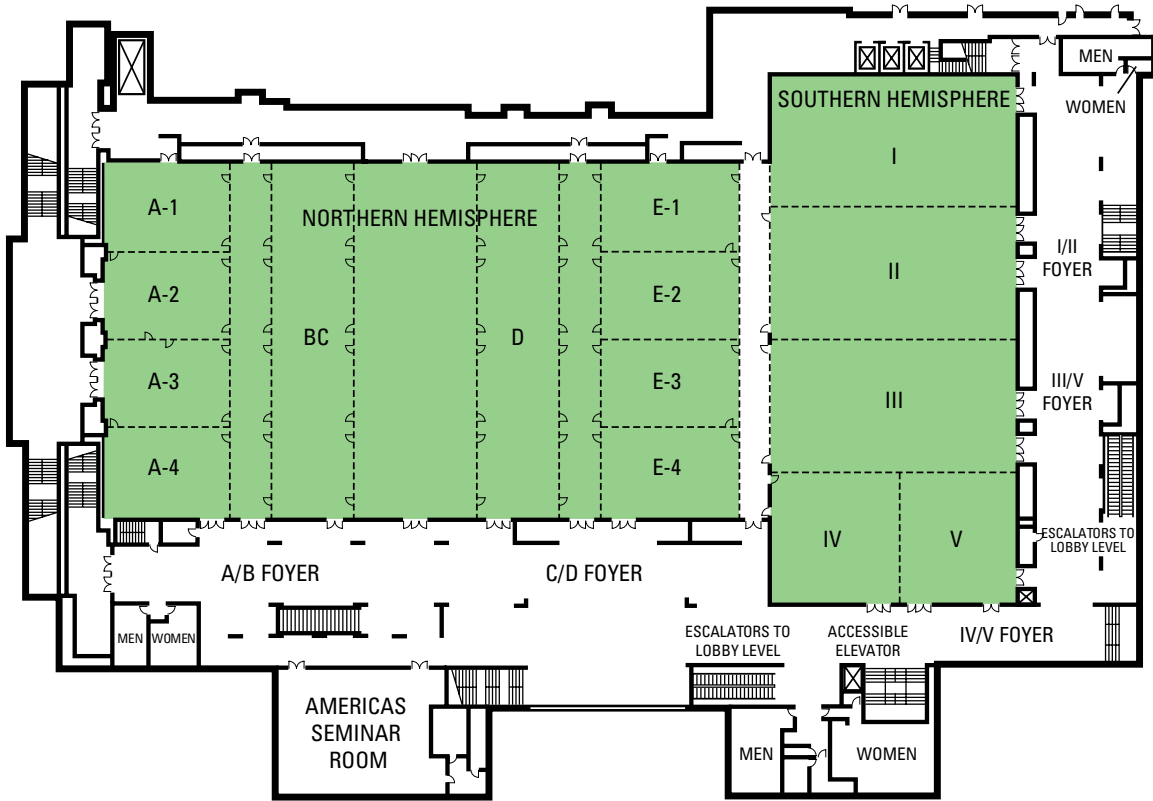 MEN
SOUTHERN HEMISPHERE
WOMEN
I
A-1
NORTHERN HEMISPHERE
E-1
I/II
FOYER
II
A-2
E-2
BC
D
A-3
E-3
III
III/V
FOYER
A-4
E-4
IV
V
ESCALATORS TO
LOBBY LEVEL
A/B FOYER
C/D FOYER
MEN
WOMEN
ESCALATORS TO
LOBBY LEVEL
ACCESSIBLE
ELEVATOR
IV/V FOYER
AMERICAS
SEMINAR
ROOM
MEN
WOMEN